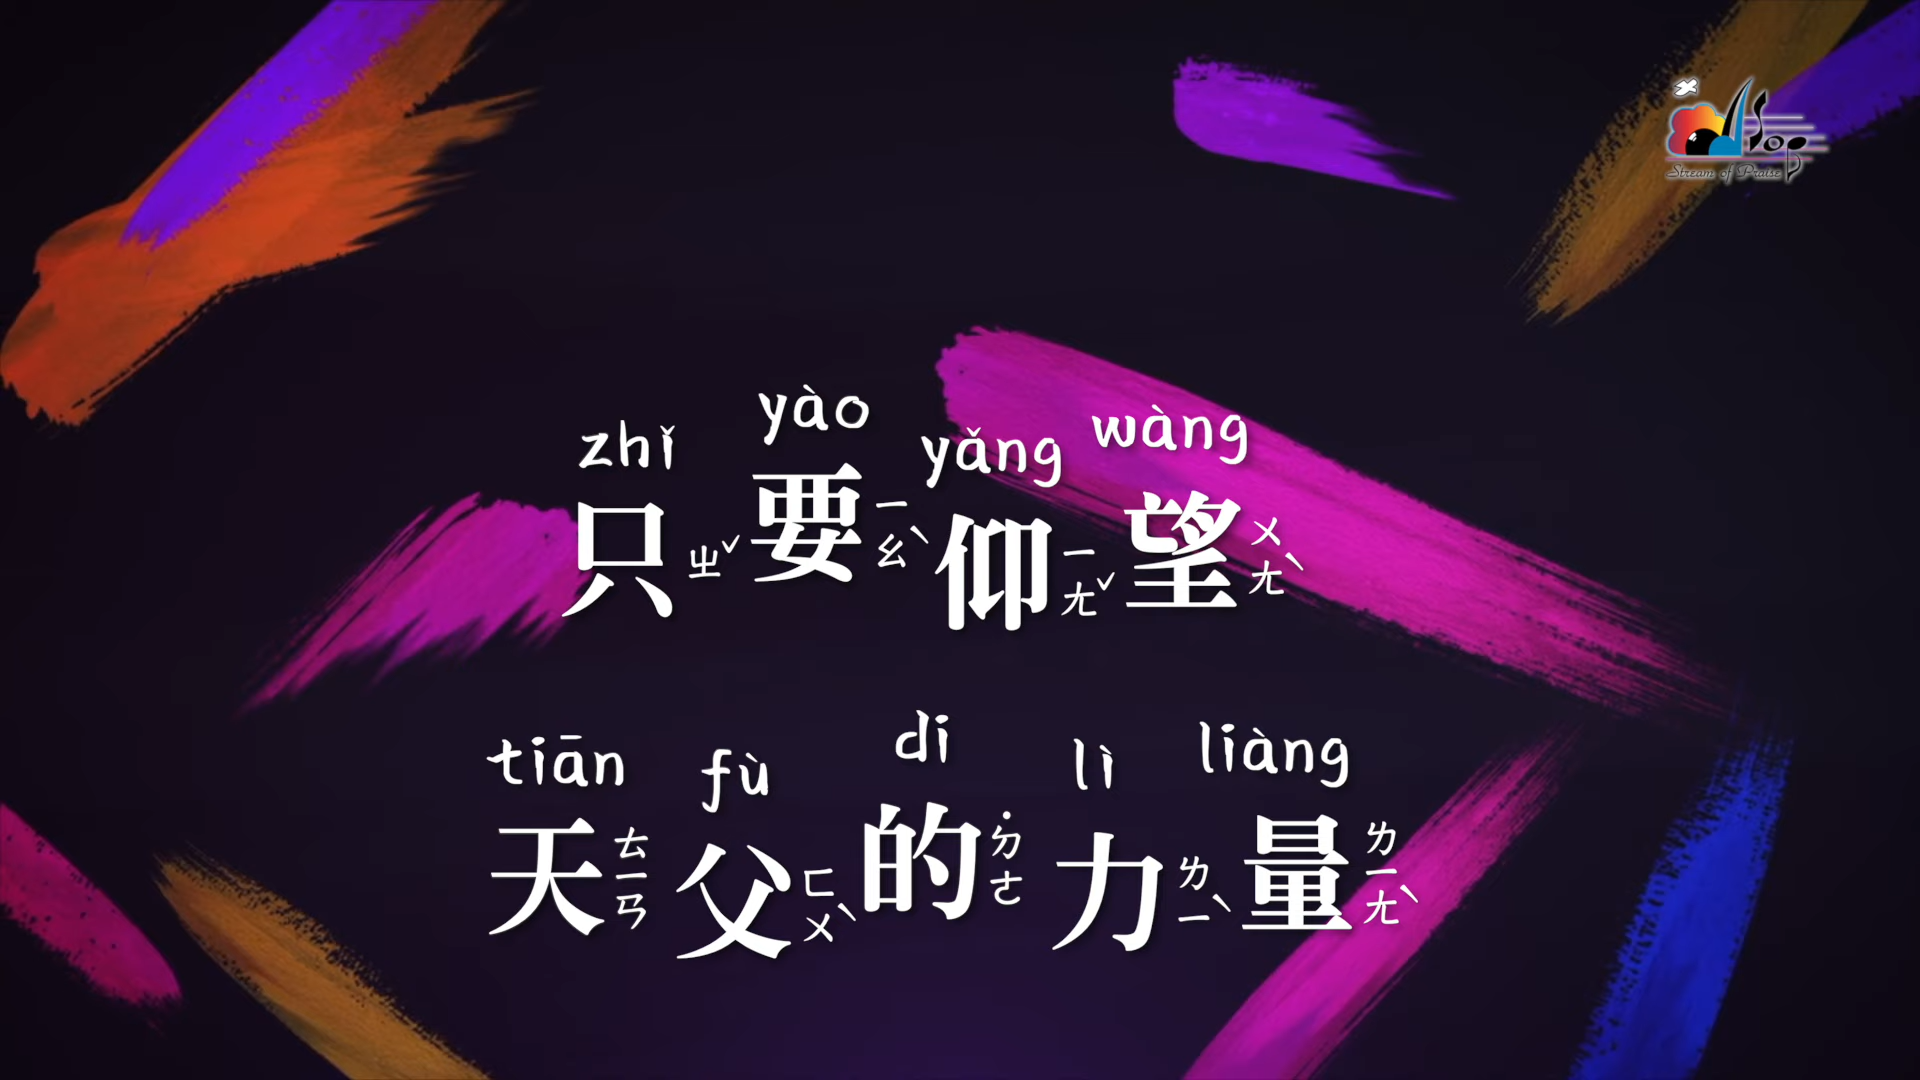 SOP
Stream of Praise
zhǐ yào yǎng wàng
只ㄓˇ要ㄧㄠˋ仰ㄧㄤˇ望ㄨㄤˋ
tiān fù di lì liàng
天ㄊㄧㄢ父ㄈㄨˋ的˙ㄉㄜ力ㄌㄧˋ量ㄌㄧㄤˋ